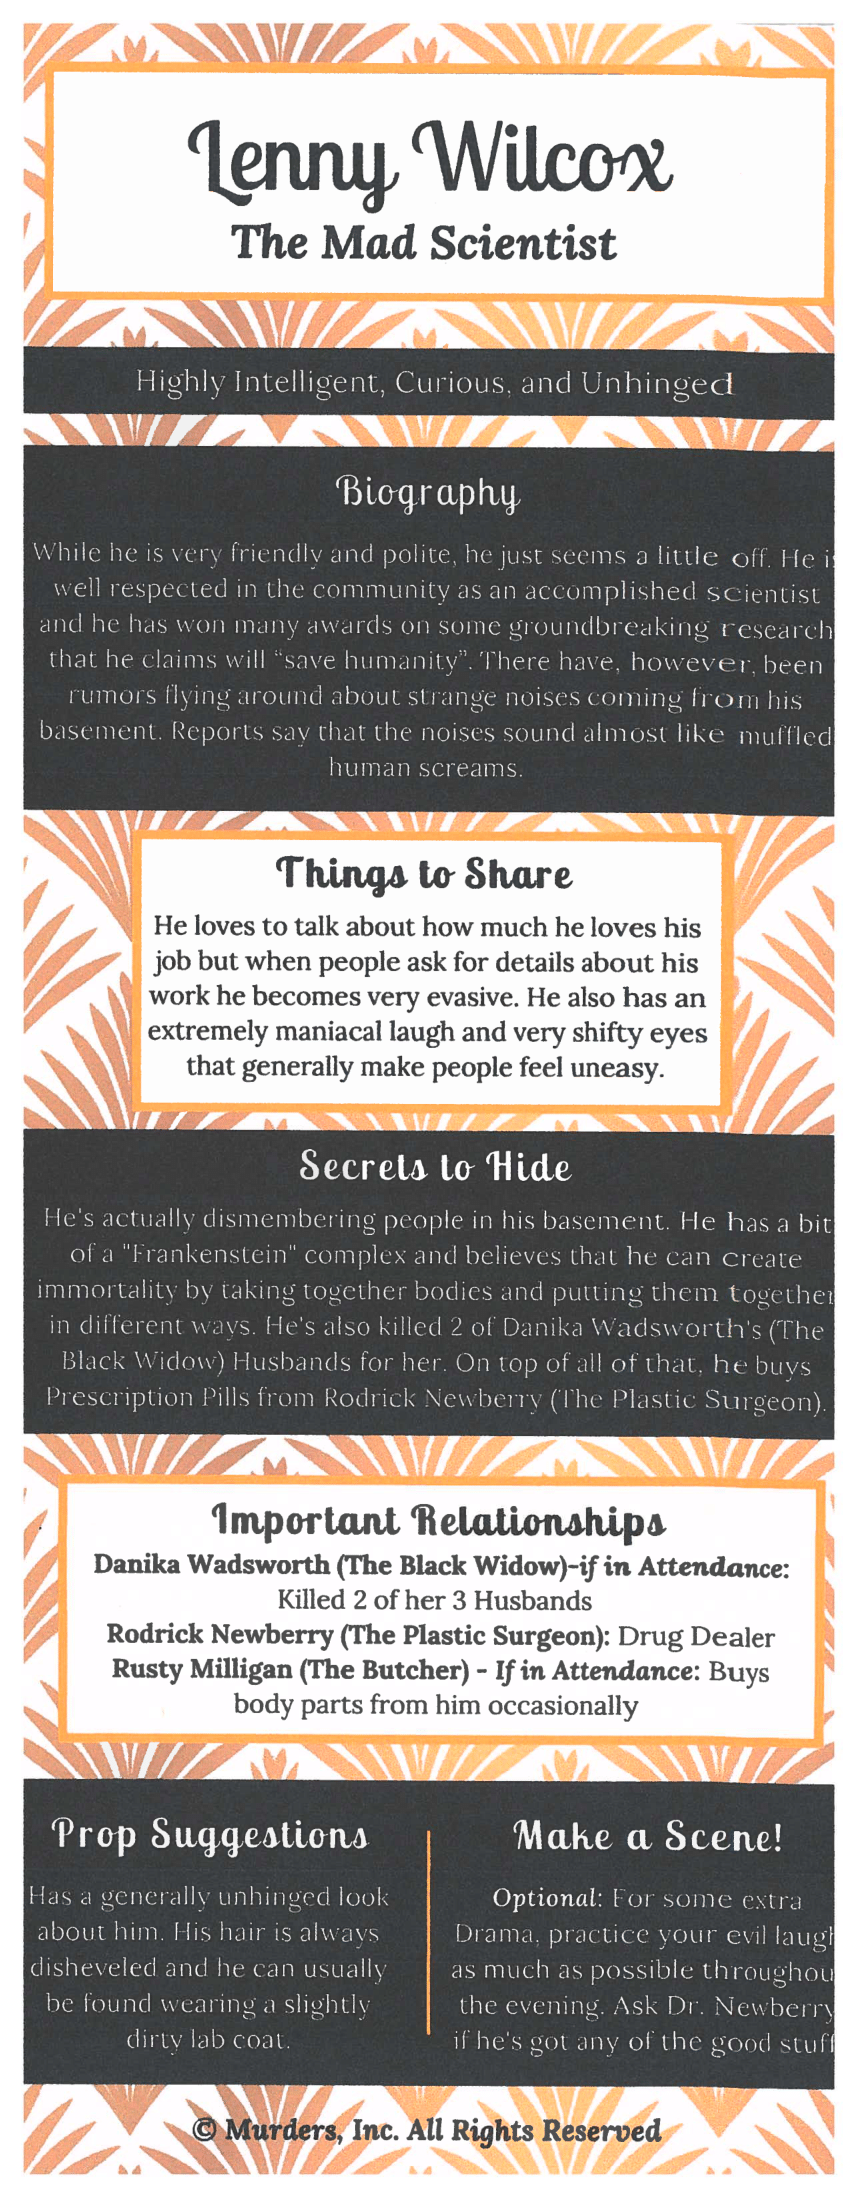 Lenny Wilcox
The Mad Scientist
Highly Intelligent, Curious, and Unhinged
Biography
While he is very friendly and polite, he just seems a little off. He is
well respected in the community as an accomplished scientist
and he has won many awards on some groundbreaking research
that he claims will "save humanity". There have, however, been
rumors flying around about strange noises coming from his
basement. Reports say that the noises sound almost like muffled
human screams.
Things to Share
He loves to talk about how much he loves his
job but when people ask for details about his
work he becomes very evasive. He also has an
extremely maniacal laugh and very shifty eyes
that generally make people feel uneasy.
Secrets to Hide
He's actually dismembering people in his basement. He has a bit
of a "Frankenstein" complex and believes that he can create
immortality by taking together bodies and putting them together
in different ways. He's also killed 2 of Danika Wadsworth's (The
Black Widow) Husbands for her. On top of all of that, he buys
Prescription Pills from Rodrick Newberry (The Plastic Surgeon).
Important Relationships
Danika Wadsworth (The Black Widow)-if in Attendance:
Killed 2 of her 3 Husbands
Rodrick Newberry (The Plastic Surgeon): Drug Dealer
Rusty Milligan (The Butcher) - If in Attendance: Buys
body parts from him occasionally
Prop Suggestions
Has a generally unhinged look
about him. His hair is always
disheveled and he can usually
be found wearing a slightly
dirty lab coat.
Make a Scene!
Optional: For some extra
Drama, practice your evil laugh
as much as possible throughou
the evening. Ask Dr. Newberry
if he's got any of the good stuff
© Murders, Inc. All Rights Reserved